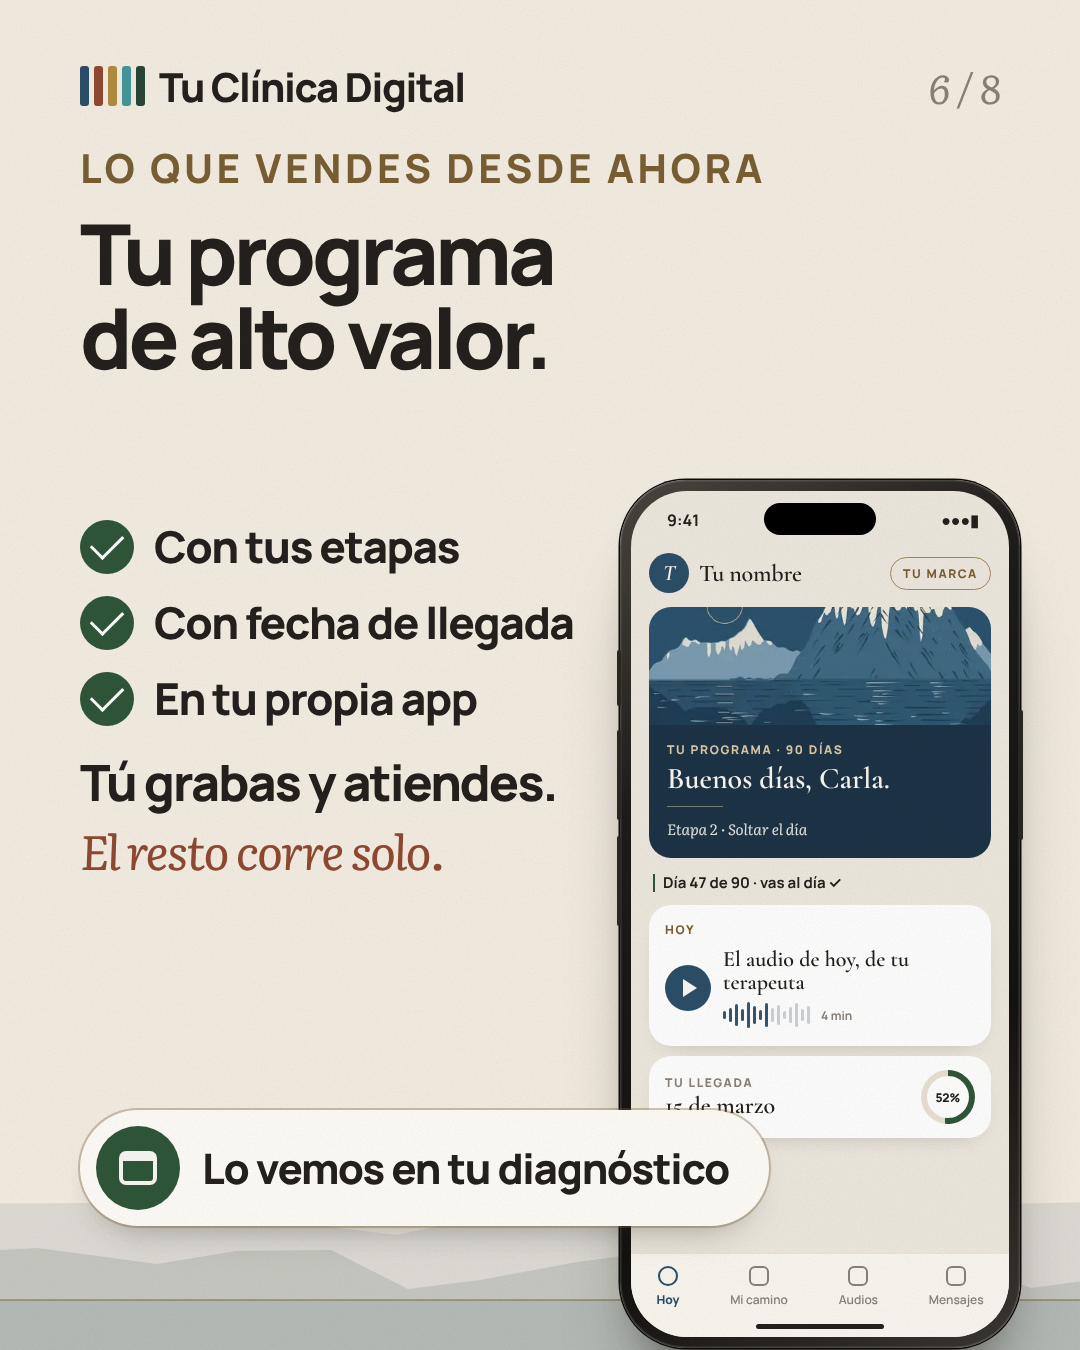 Tu Clínica Digital
6/8
LO QUE VENDES DESDE AHORA
Tu programa
de alto valor.
Con tus etapas
Con fecha de llegada
En tu propia app
Tú grabas y atiendes.
El resto corre solo.
9:41
T
Tu nombre
TU MARCA
TU PROGRAMA · 90 DÍAS
Buenos días, Carla.
Etapa 2 · Soltar el día
Día 47 de 90 · vas al día ✓
HOY
El audio de hoy, de tu
terapeuta
4 min
TU LLEGADA
15 de marzo
52%
Lo vemos en tu diagnóstico
Hoy
Mi camino
Audios
Mensajes